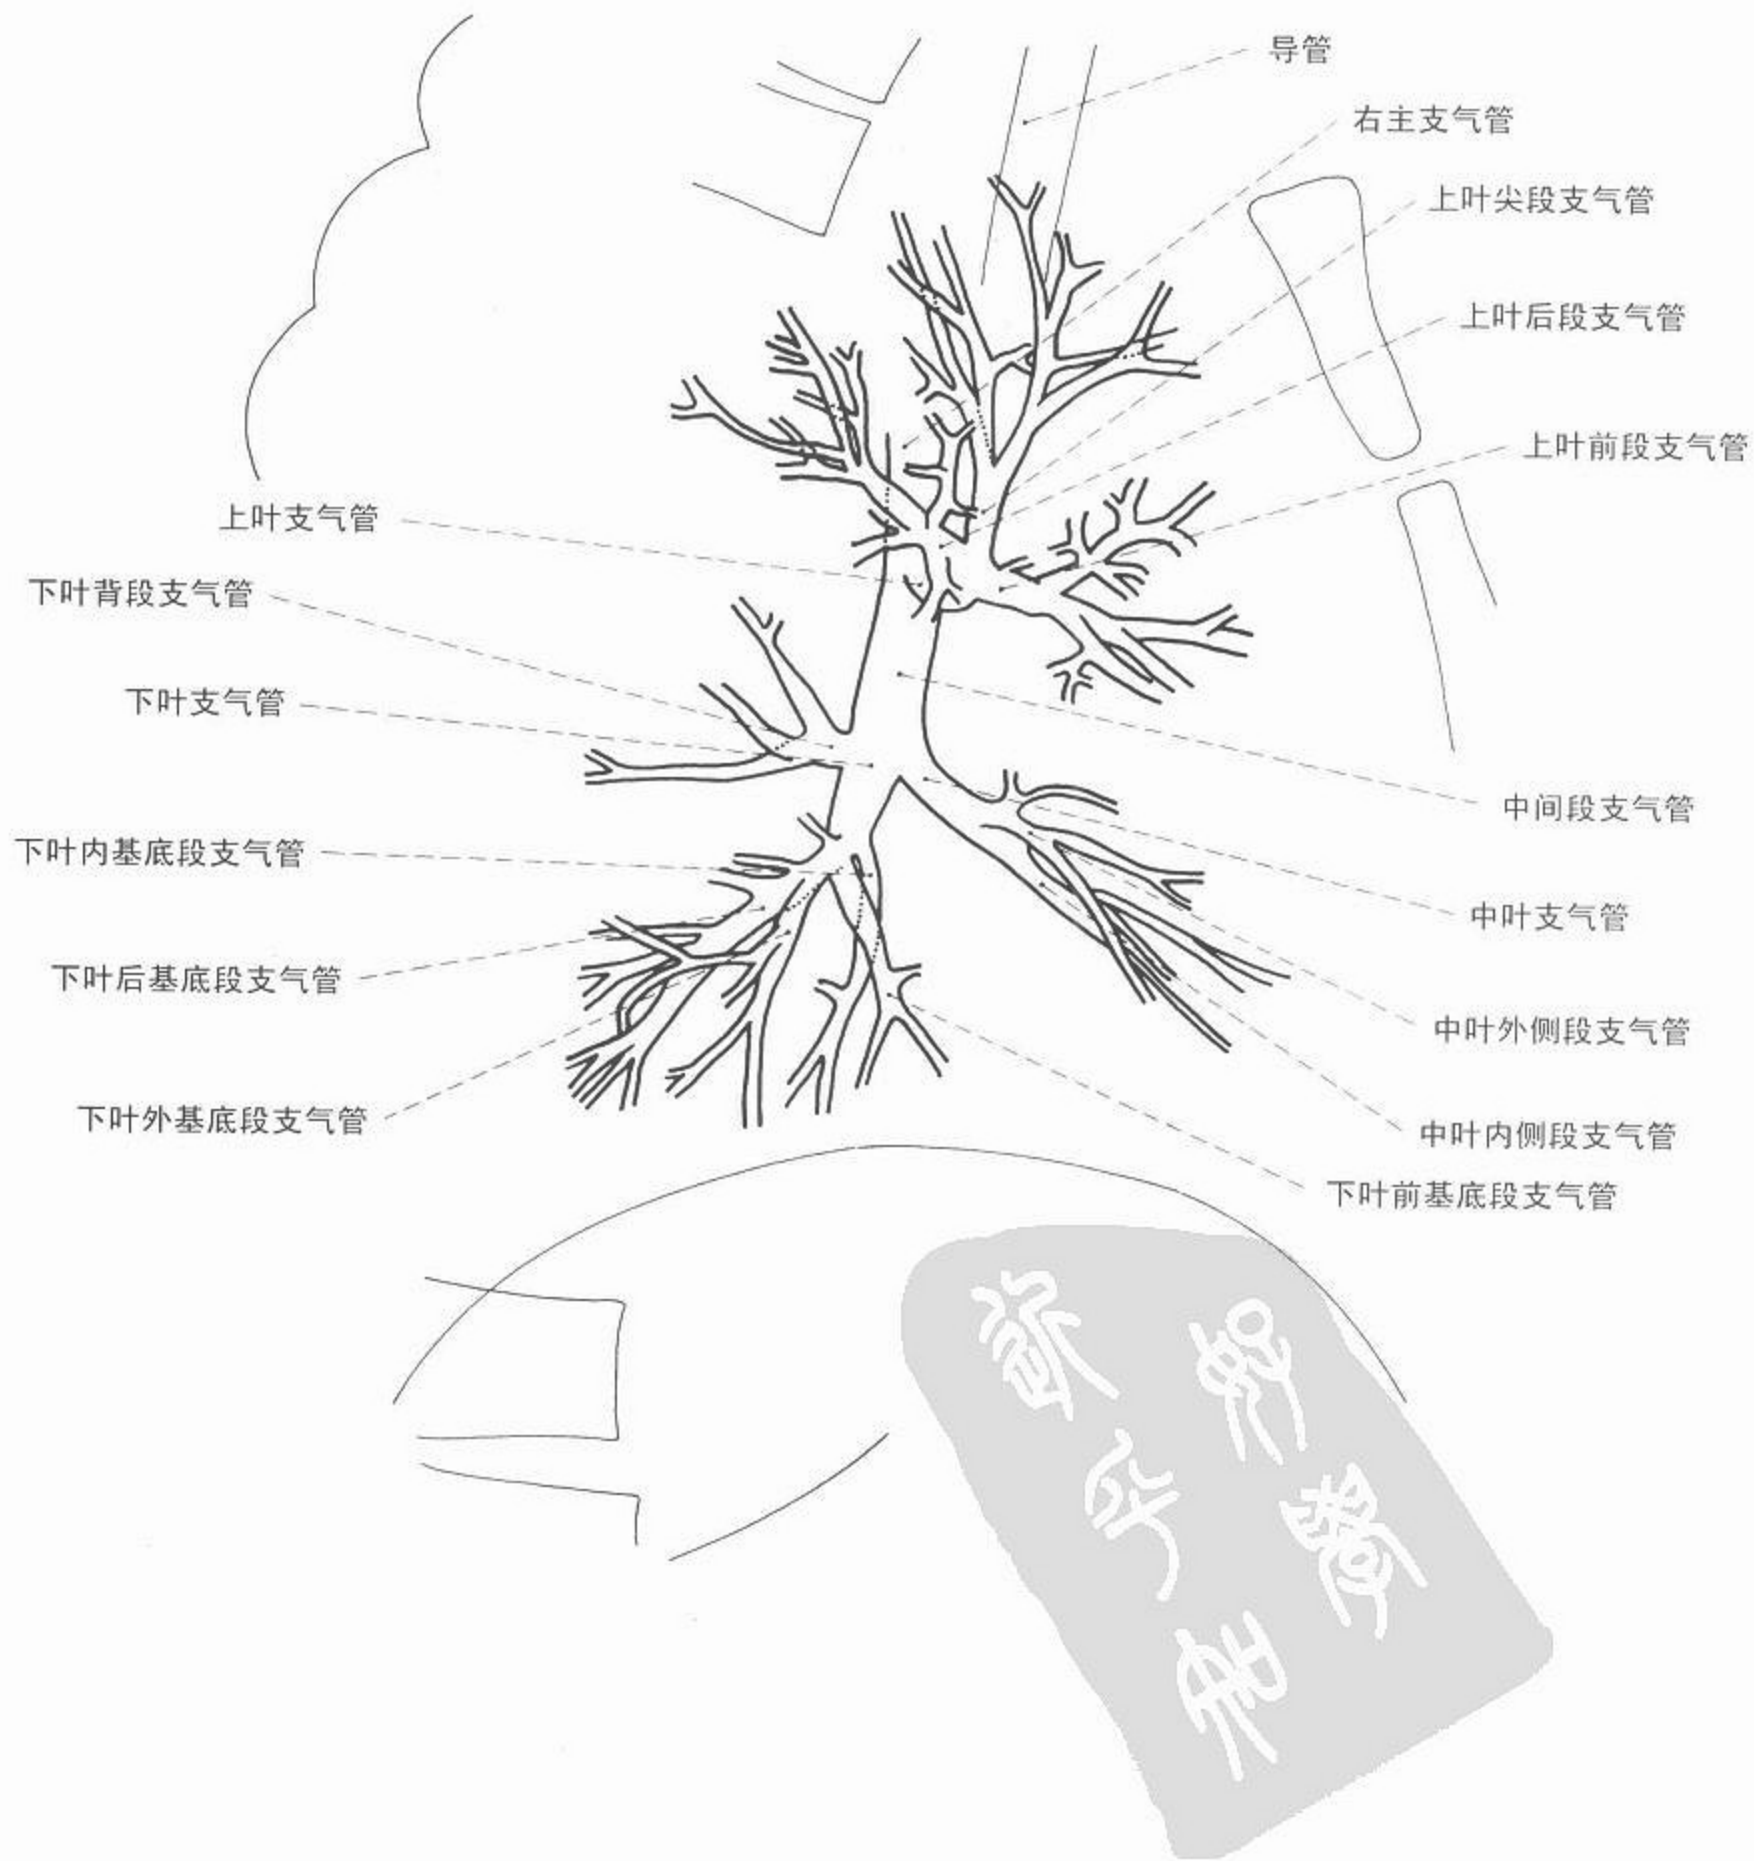 导管
右主支气管
上叶尖段支气管
上叶后段支气管
上叶前段支气管
上叶支气管
下叶背段支气管
下叶支气管
中间段支气管
下叶内基底段支气管
中叶支气管
下叶后基底段支气管
中叶外侧段支气管
下叶外基底段支气管
中叶内侧段支气管
下叶前基底段支气管